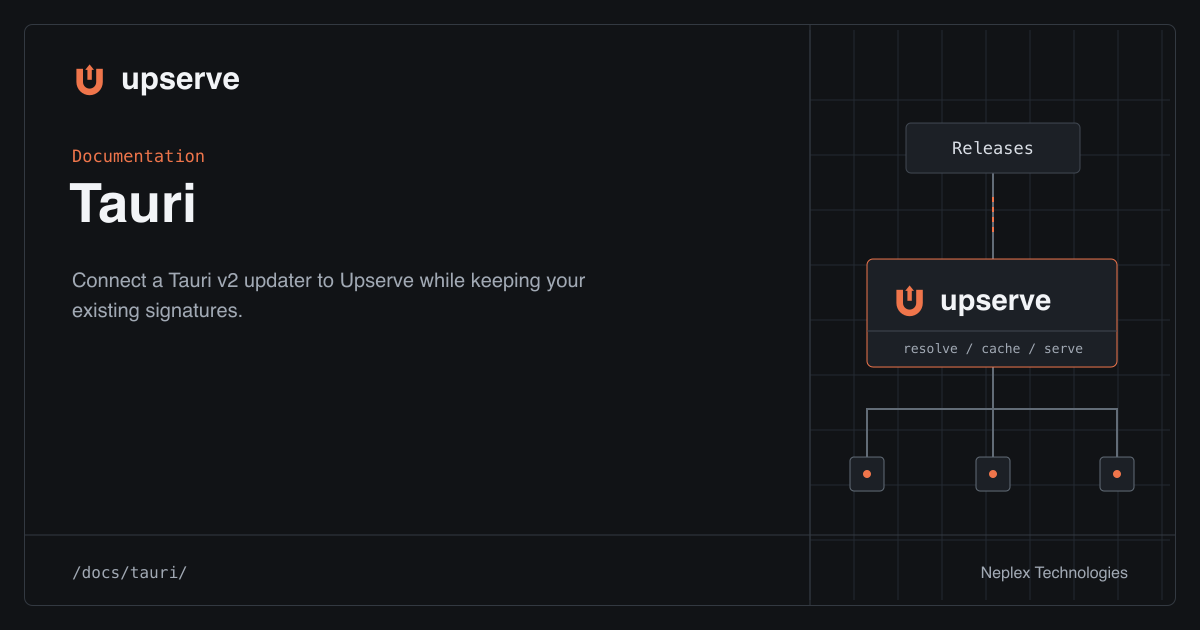 upserve
Documentation
Tauri
Connect a Tauri v2 updater to Upserve while keeping your
existing signatures.
Releases
upserve
resolve / cache / serve
/docs/tauri/
Neplex Technologies